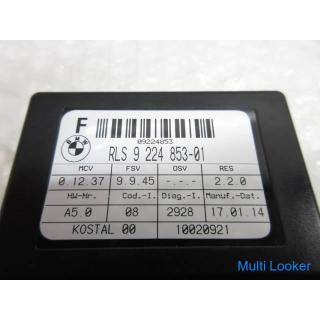 F
BMW
09224853
RLS 9 224 853-01
MCV FSV OSV RES
0.12.37 9.9.45 -.-.- 2.2.0
HW-Nr. Cod.-I. Diag.-I. Manuf.-Dat.
A5.0 08 2928 17.01.14
KOSTAL 00 10020921
Multi Looker